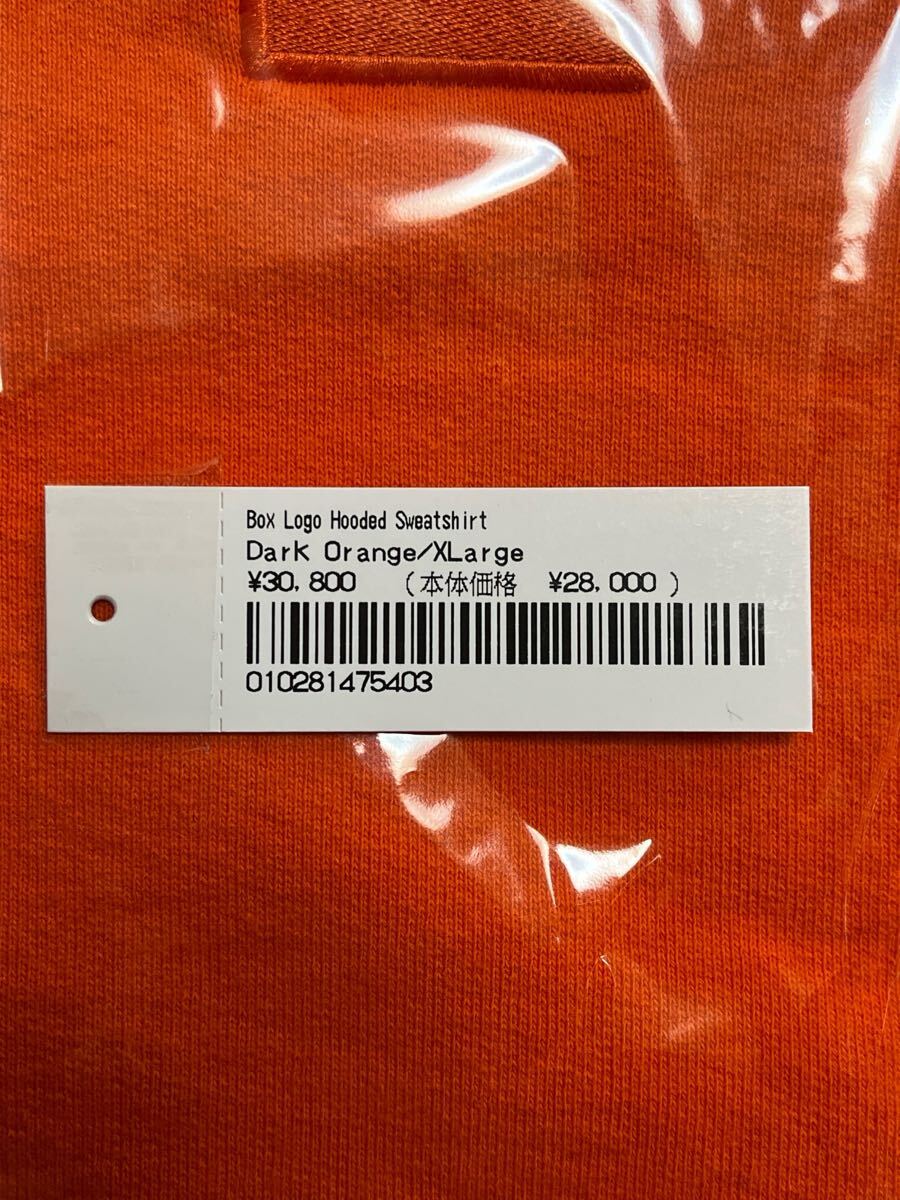 Box Logo Hooded Sweatshirt
Dark Orange/XLarge
¥30,800 (本体価格 ¥28,000)
010281475403